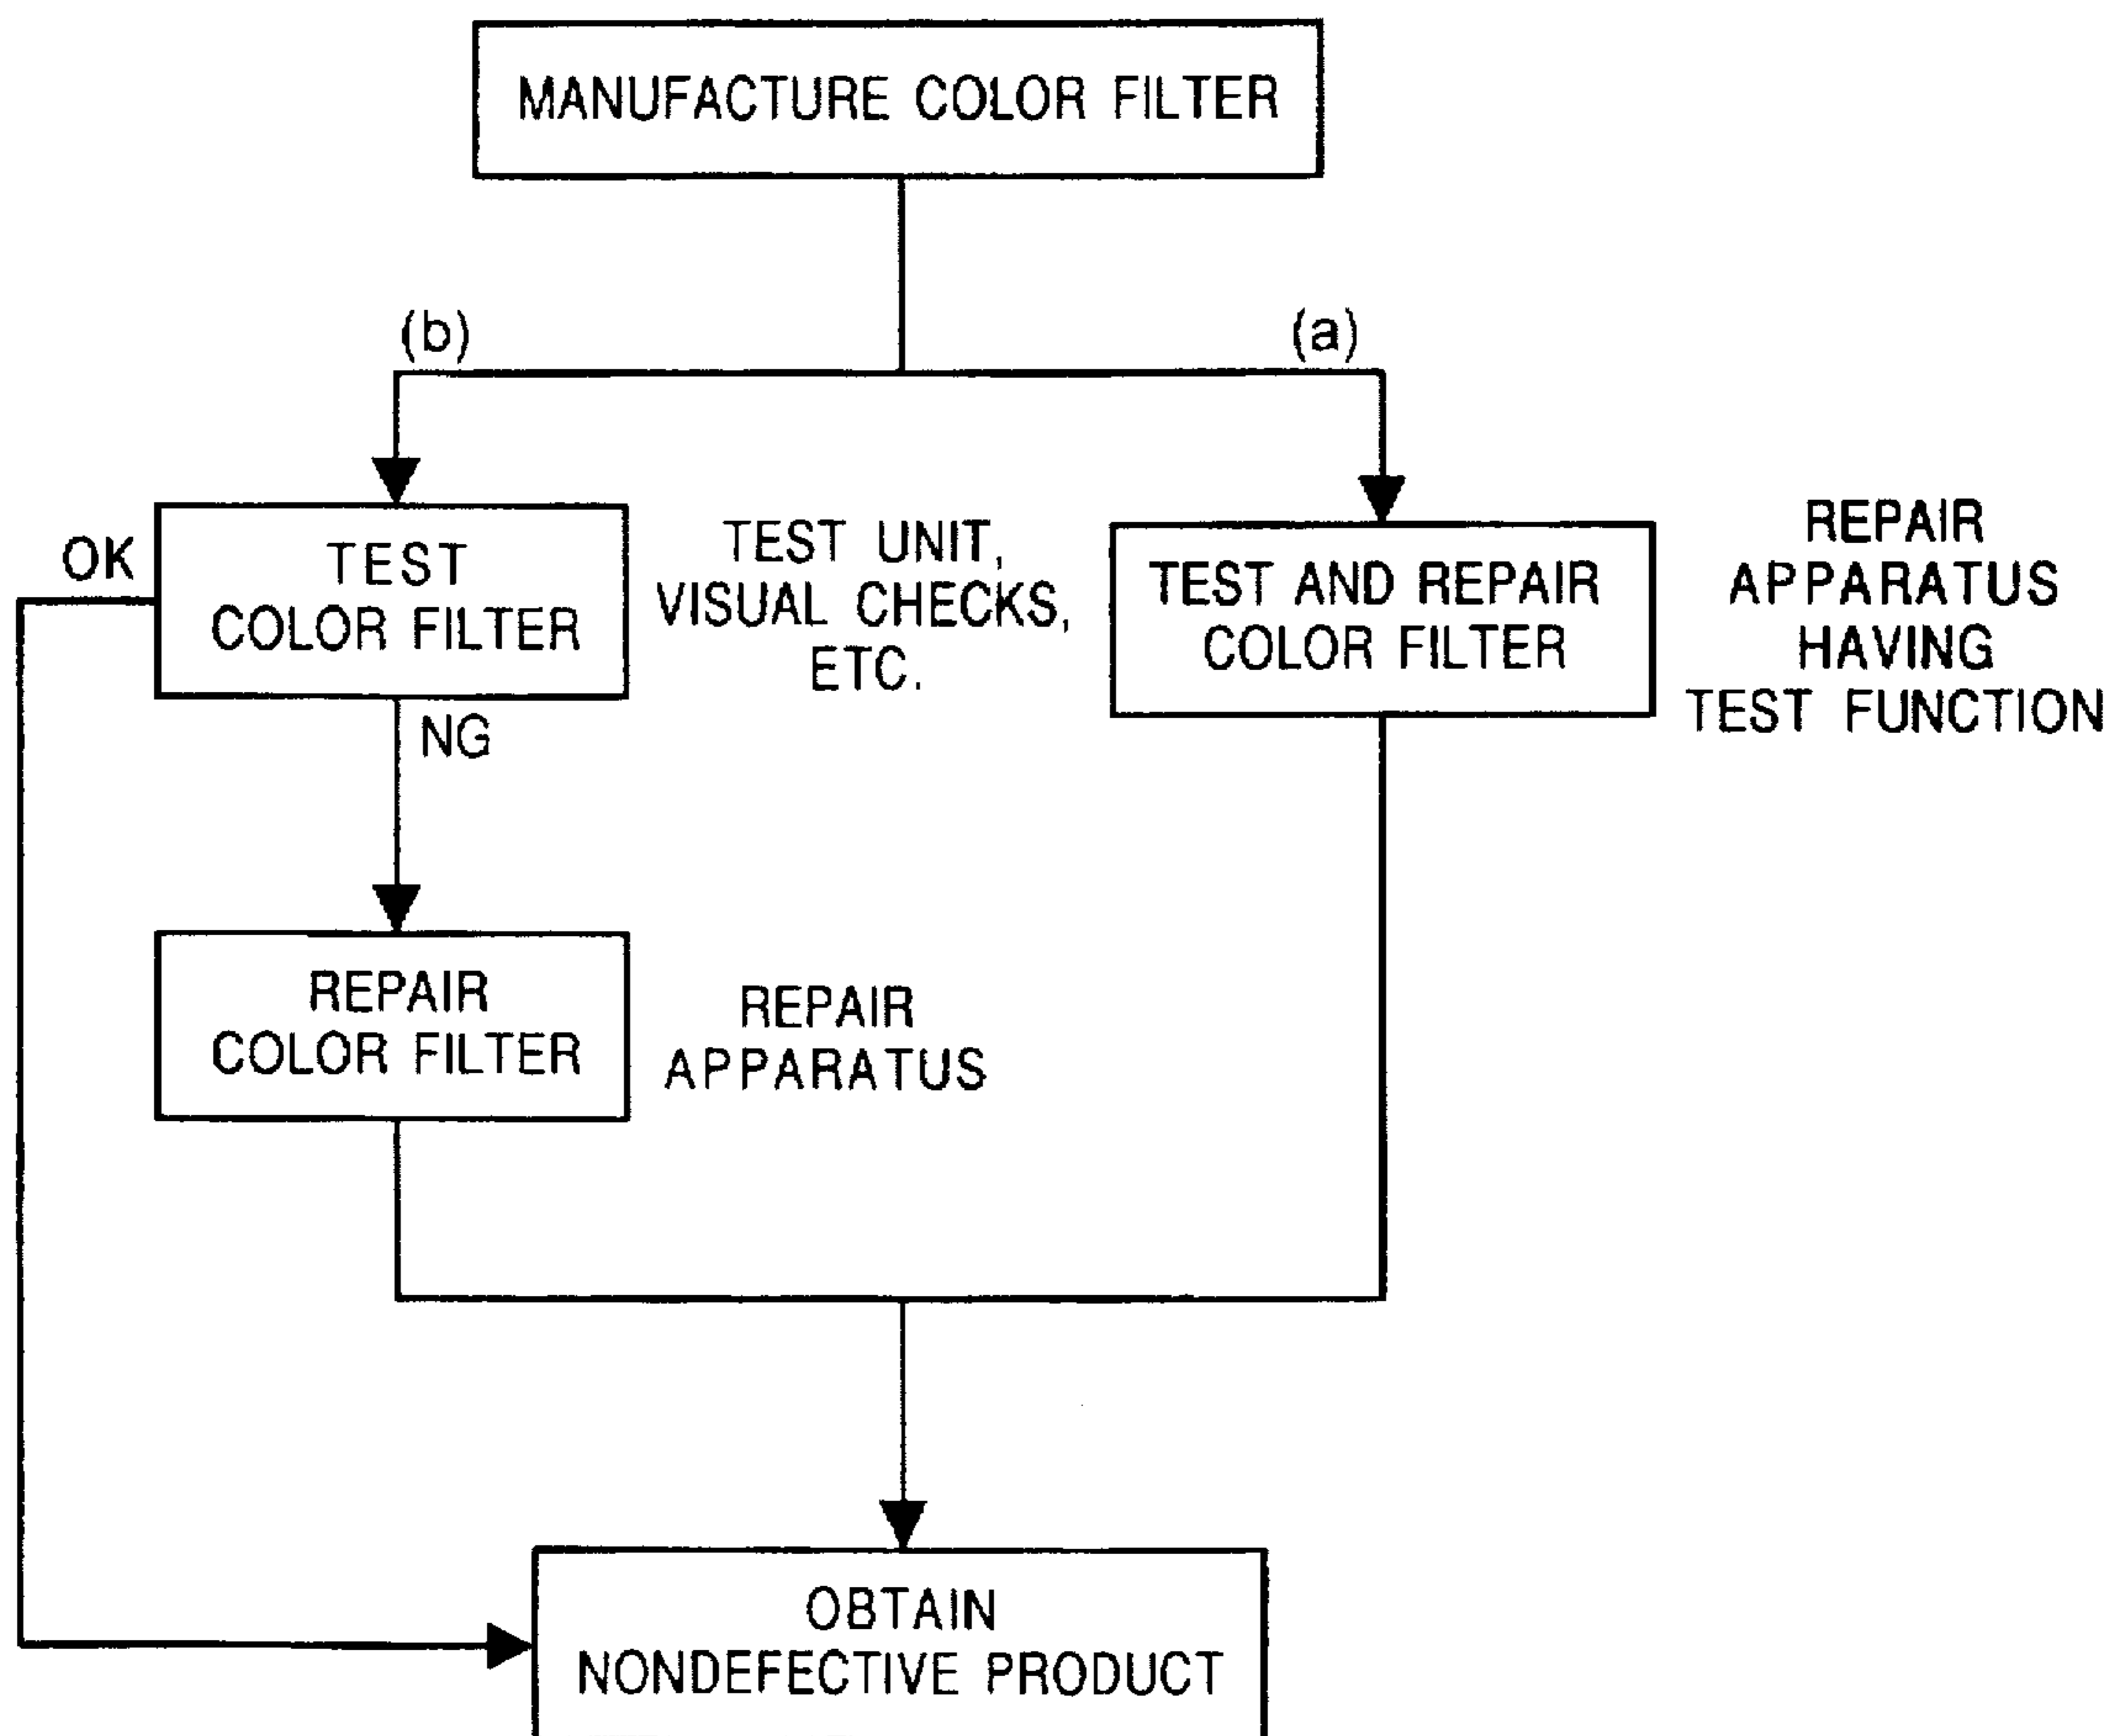 MANUFACTURE COLOR FILTER
(b)
(a)
OK
TEST
COLOR FILTER
TEST UNIT,
VISUAL CHECKS,
ETC.
TEST AND REPAIR
COLOR FILTER
REPAIR
APPARATUS
HAVING
TEST FUNCTION
NG
REPAIR
COLOR FILTER
REPAIR
APPARATUS
OBTAIN
NONDEFECTIVE PRODUCT